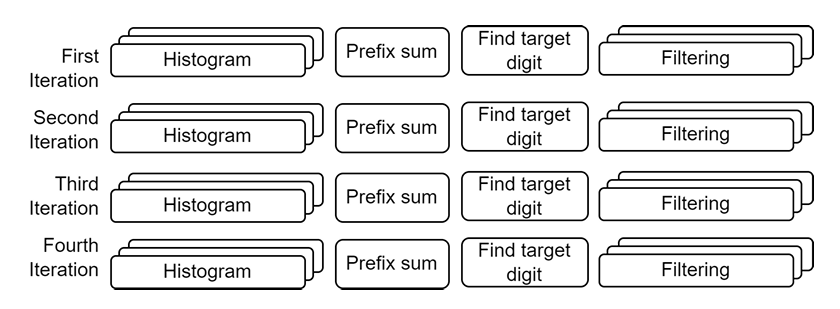 First
Iteration
Histogram
Prefix sum
Find target
digit
Filtering
Second
Iteration
Histogram
Prefix sum
Find target
digit
Filtering
Third
Iteration
Histogram
Prefix sum
Find target
digit
Filtering
Fourth
Iteration
Histogram
Prefix sum
Find target
digit
Filtering